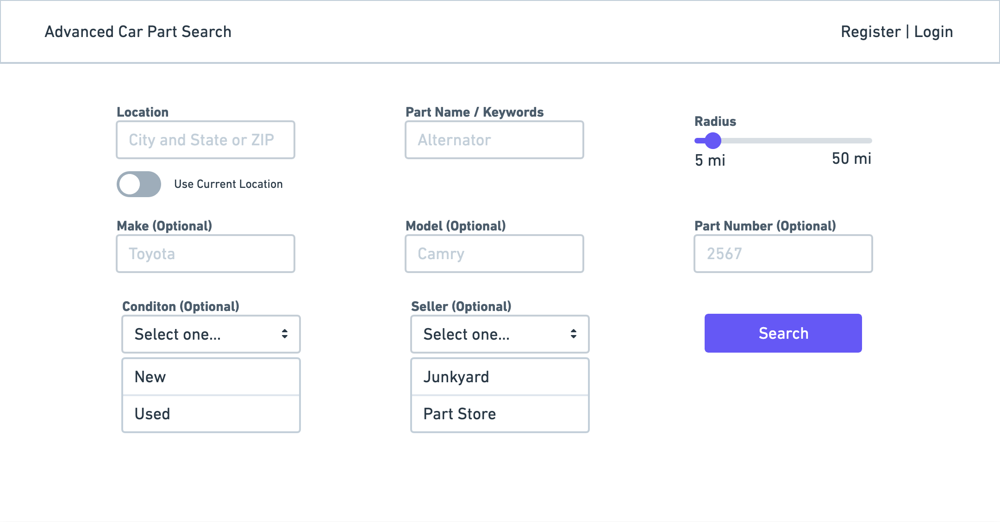 Advanced Car Part Search
Register | Login
Location
City and State or ZIP
Use Current Location
Part Name / Keywords
Alternator
Radius
5 mi
50 mi
Make (Optional)
Toyota
Model (Optional)
Camry
Part Number (Optional)
2567
Conditon (Optional)
Select one...
New
Used
Seller (Optional)
Select one...
Junkyard
Part Store
Search